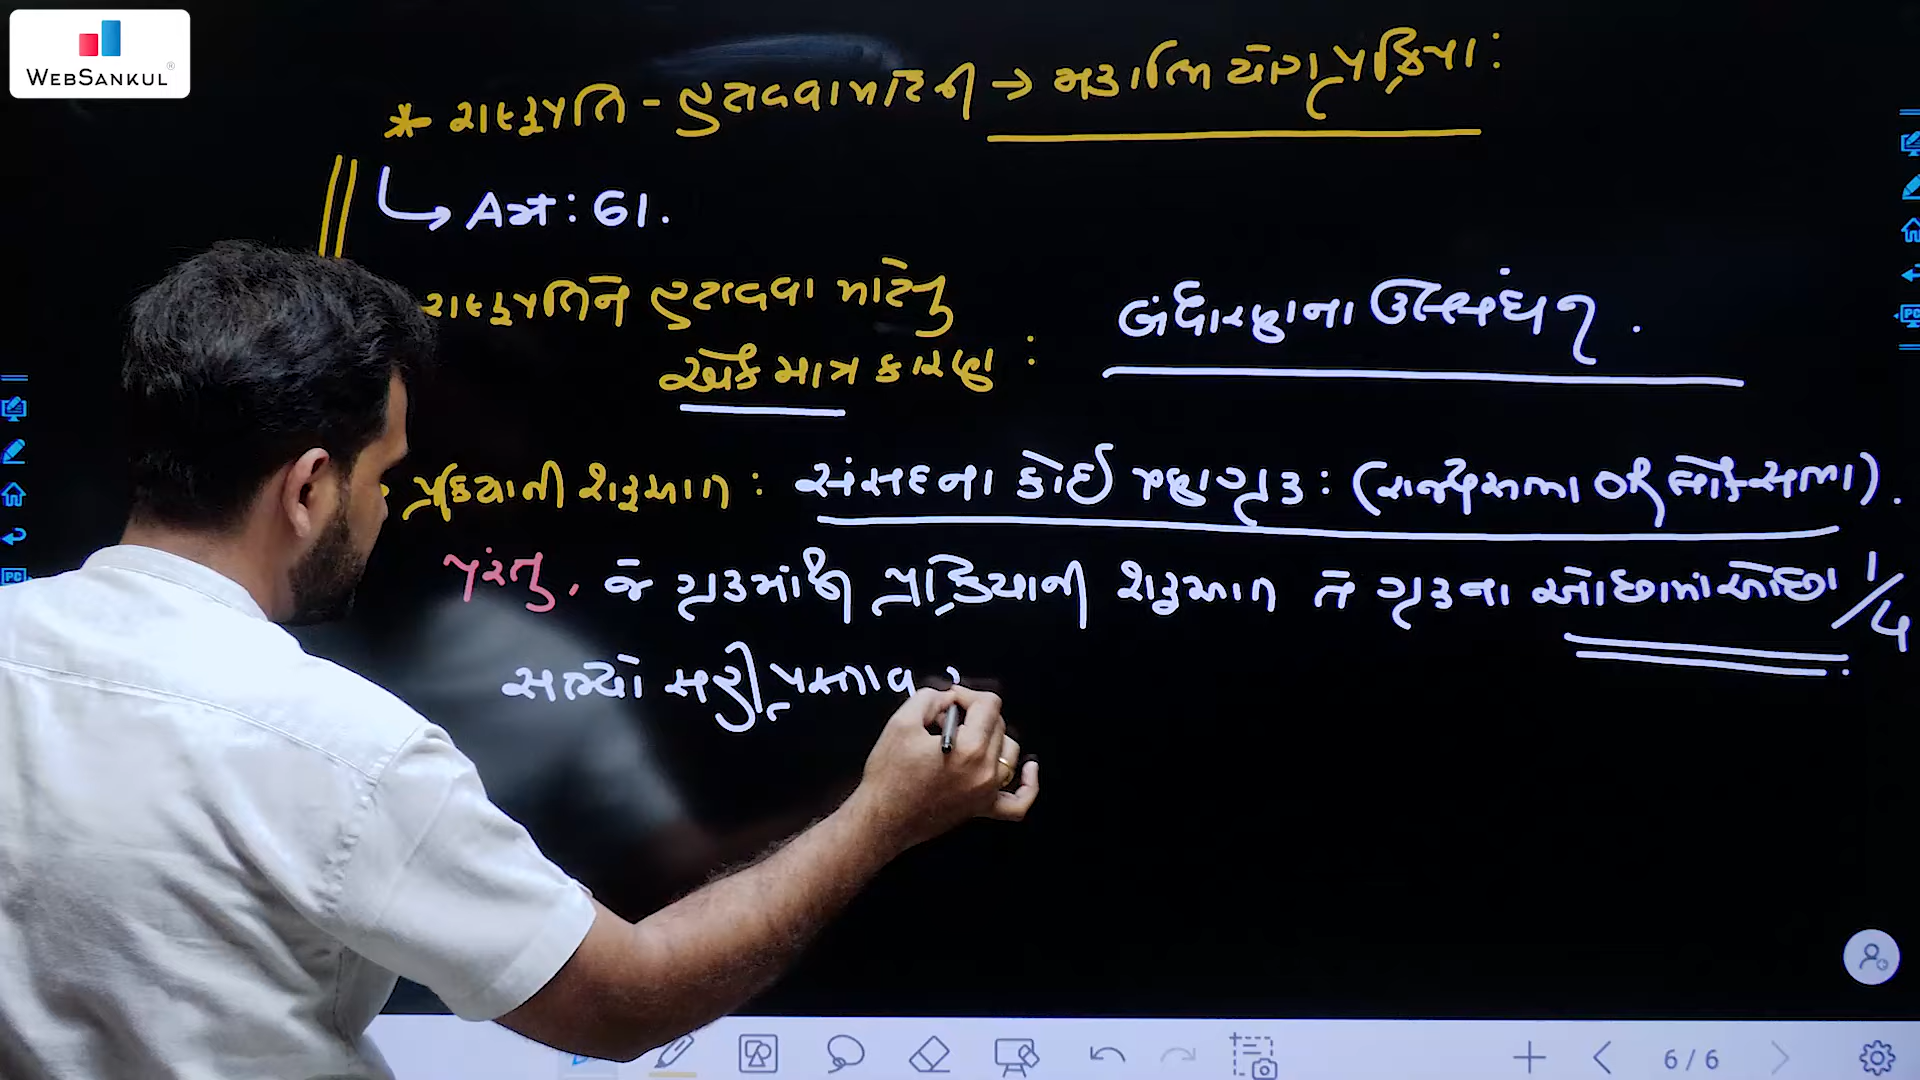 WEBSANKUL
* રાષ્ટ્રપતિ - હટાવવા માટેની → મહાભિયોગ પ્રક્રિયા :
↳ Art : 61.
રાષ્ટ્રપતિને હટાવવા માટેનુ
એક માત્ર કારણ : બંધારણના ઉલ્લંઘન .
પ્રક્રિયાની શરૂઆત : સંસદના કોઈ પણ ગૃહ : (રાજ્યસભા or લોકસભા) .
પરંતુ, જે ગૃહમાંથી પ્રક્રિયાની શરૂઆત તે ગૃહના ઓછામાં ઓછા 1/4
સભ્યો સહી પ્રસ્તાવ
6 / 6